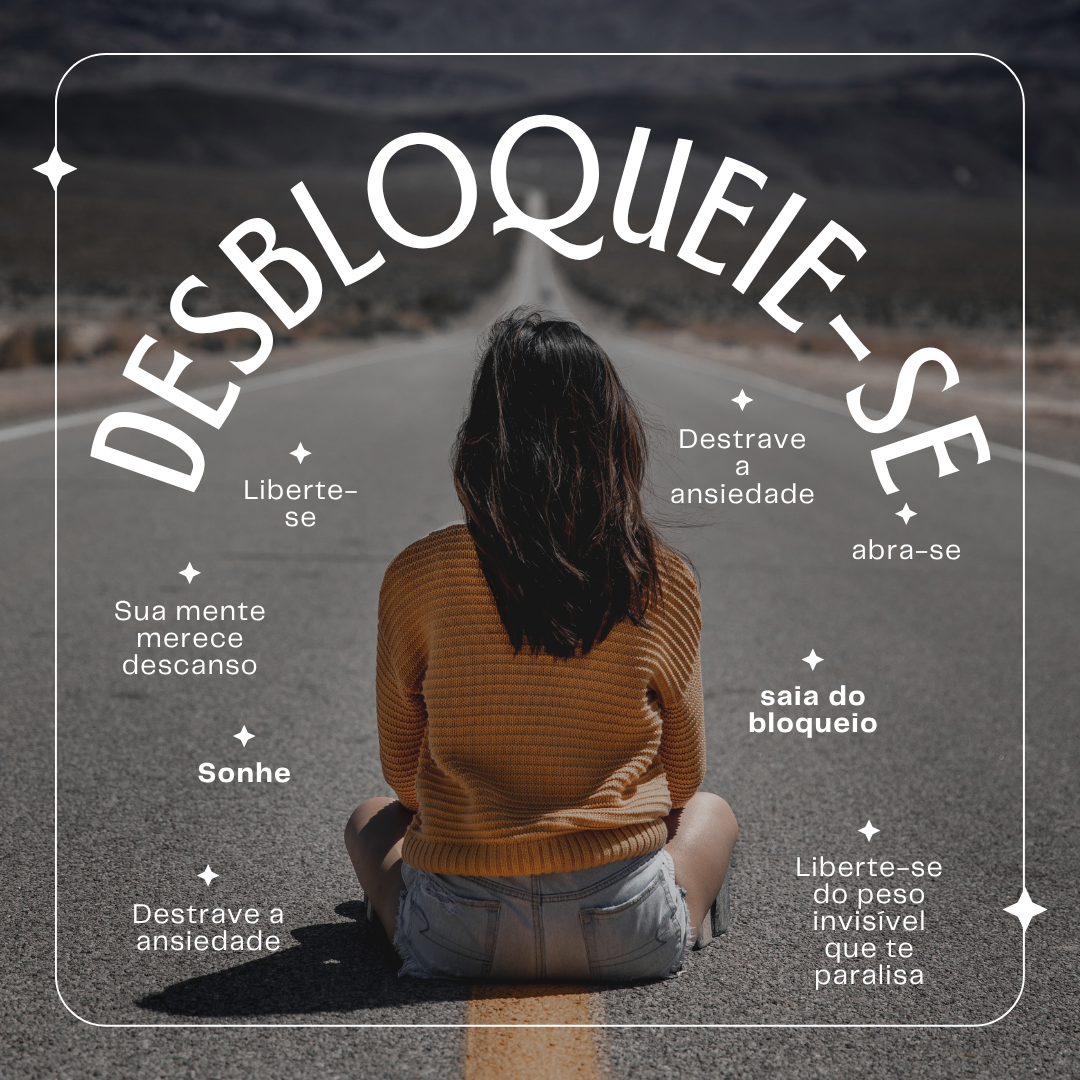 DESBLOQUEIE-SE
Destrave
a
ansiedade
Liberte-
se
abra-se
Sua mente
merece
descanso
saia do
bloqueio
Sonhe
Liberte-se
do peso
invisível
que te
paralisa
Destrave a
ansiedade